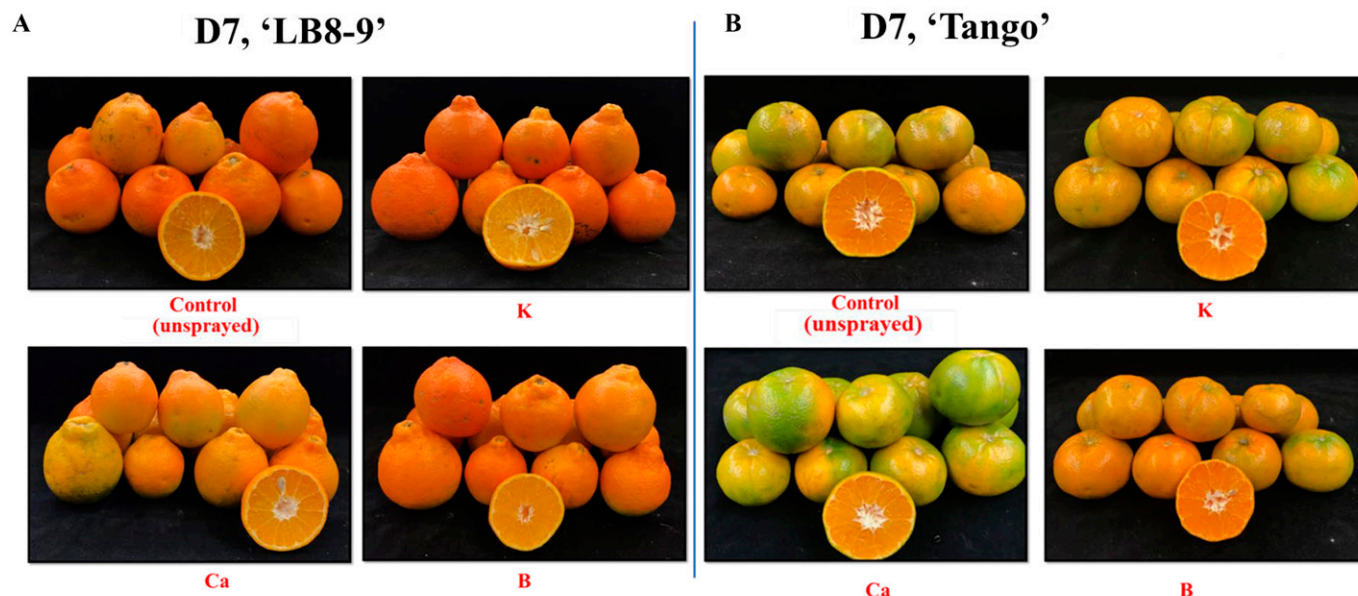 A
D7, ‘LB8-9’
Control
(unsprayed)
K
Ca
B
B
D7, ‘Tango’
Control
(unsprayed)
K
Ca
B